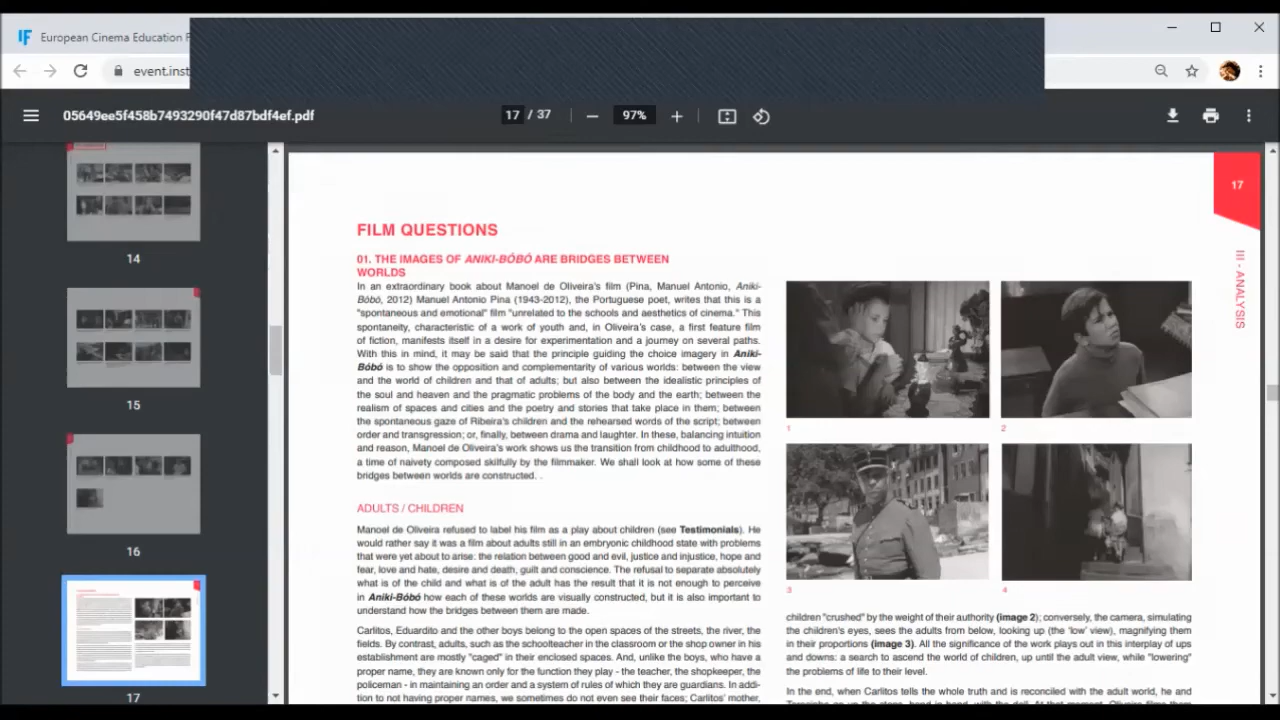 European Cinema Education
event.inst
05649ee5f458b7493290f47d87bdf4ef.pdf
17 / 37
97%
14
15
16
17
17
III - ANALYSIS
FILM QUESTIONS
01. THE IMAGES OF ANIKI-BÓBÓ ARE BRIDGES BETWEEN
WORLDS
In an extraordinary book about Manoel de Oliveira's film (Pina, Manuel Antonio, Aniki-
Bóbó, 2012) Manuel Antonio Pina (1943-2012), the Portuguese poet, writes that this is a
"spontaneous and emotional" film "unrelated to the schools and aesthetics of cinema." This
spontaneity, characteristic of a work of youth and, in Oliveira's case, a first feature film
of fiction, manifests itself in a desire for experimentation and a journey on several paths.
With this in mind, it may be said that the principle guiding the choice imagery in Aniki-
Bóbó is to show the opposition and complementarity of various worlds: between the view
and the world of children and that of adults; but also between the idealistic principles of
the soul and heaven and the pragmatic problems of the body and the earth; between the
realism of spaces and cities and the poetry and stories that take place in them; between
the spontaneous gaze of Ribeira's children and the rehearsed words of the script; between
order and transgression; or, finally, between drama and laughter. In these, balancing intuition
and reason, Manoel de Oliveira's work shows us the transition from childhood to adulthood,
a time of naivety composed skilfully by the filmmaker. We shall look at how some of these
bridges between worlds are constructed. .
ADULTS / CHILDREN
Manoel de Oliveira refused to label his film as a play about children (see Testimonials). He
would rather say it was a film about adults still in an embryonic childhood state with problems
that were yet about to arise: the relation between good and evil, justice and injustice, hope and
fear, love and hate, desire and death, guilt and conscience. The refusal to separate absolutely
what is of the child and what is of the adult has the result that it is not enough to perceive
in Aniki-Bóbó how each of these worlds are visually constructed, but it is also important to
understand how the bridges between them are made.
Carlitos, Eduardito and the other boys belong to the open spaces of the streets, the river, the
fields. By contrast, adults, such as the schoolteacher in the classroom or the shop owner in his
establishment are mostly "caged" in their enclosed spaces. And, unlike the boys, who have a
proper name, they are known only for the function they play - the teacher, the shopkeeper, the
policeman - in maintaining an order and a system of rules of which they are guardians. In addi-
tion to not having proper names, we sometimes do not even see their faces; Carlitos' mother,
1
2
3
4
children "crushed" by the weight of their authority (image 2); conversely, the camera, simulating
the children's eyes, sees the adults from below, looking up (the 'low' view), magnifying them
in their proportions (image 3). All the significance of the work plays out in this interplay of ups
and downs: a search to ascend the world of children, up until the adult view, while "lowering"
the problems of life to their level.
In the end, when Carlitos tells the whole truth and is reconciled with the adult world, he and